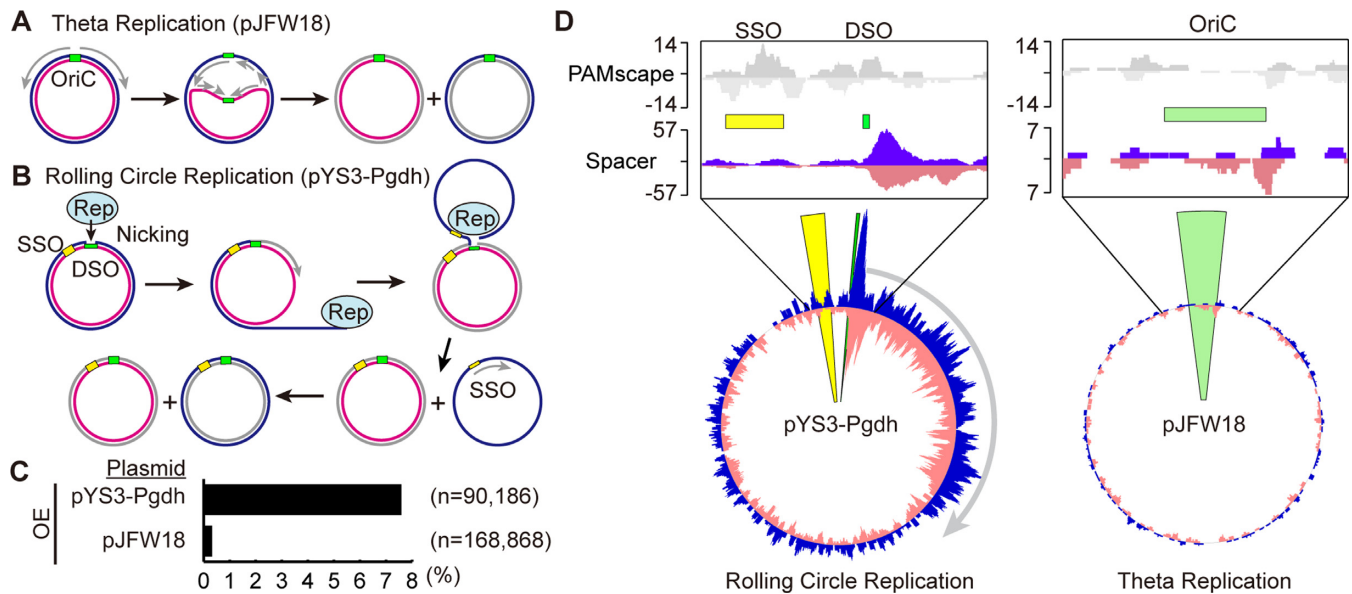 A Theta Replication (pJFW18)
OriC
+
B Rolling Circle Replication (pYS3-Pgdh)
Rep
Nicking
SSO
DSO
Rep
Rep
+
+
SSO
C
Plasmid
OE
pYS3-Pgdh
(n=90,186)
pJFW18
(n=168,868)
0 1 2 3 4 5 6 7 8 (%)
D
SSO DSO
14
PAMscape
-14
57
Spacer
-57
pYS3-Pgdh
Rolling Circle Replication
OriC
14
-14
7
7
pJFW18
Theta Replication